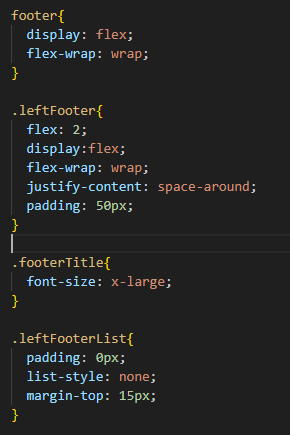 footer{
  display: flex;
  flex-wrap: wrap;
}

.leftFooter{
  flex: 2;
  display:flex;
  flex-wrap: wrap;
  justify-content: space-around;
  padding: 50px;
}

.footerTitle{
  font-size: x-large;
}

.leftFooterList{
  padding: 0px;
  list-style: none;
  margin-top: 15px;
}